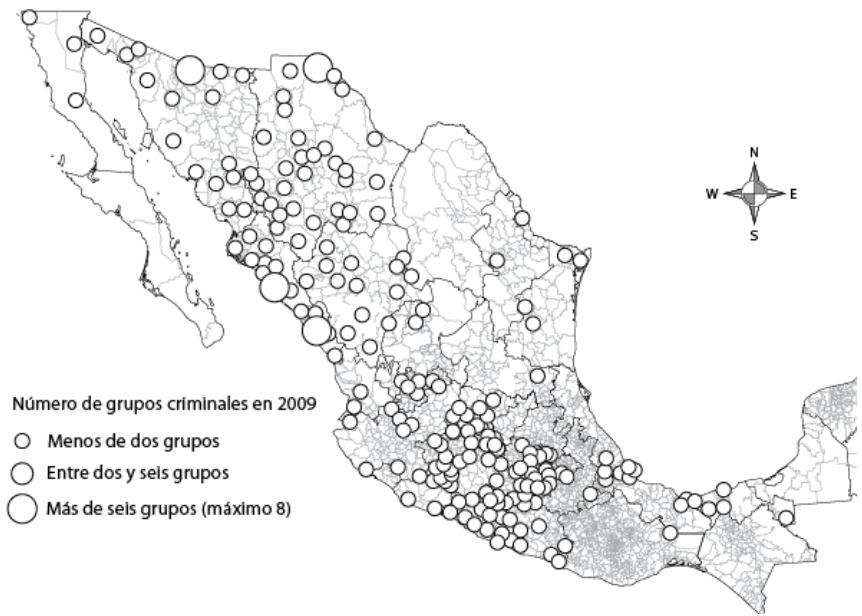 N
W E
S
Número de grupos criminales en 2009
Menos de dos grupos
Entre dos y seis grupos
Más de seis grupos (máximo 8)